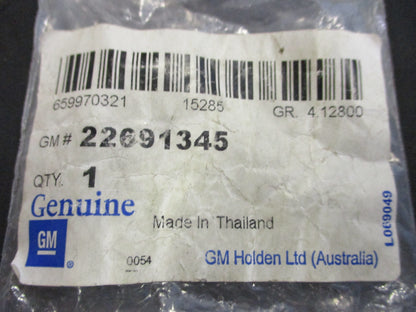 659970321 15285 GR. 4.12800
GM# 22691345
QTY. 1
Genuine
Made In Thailand
GM
®
0054
GM Holden Ltd (Australia)
L069049